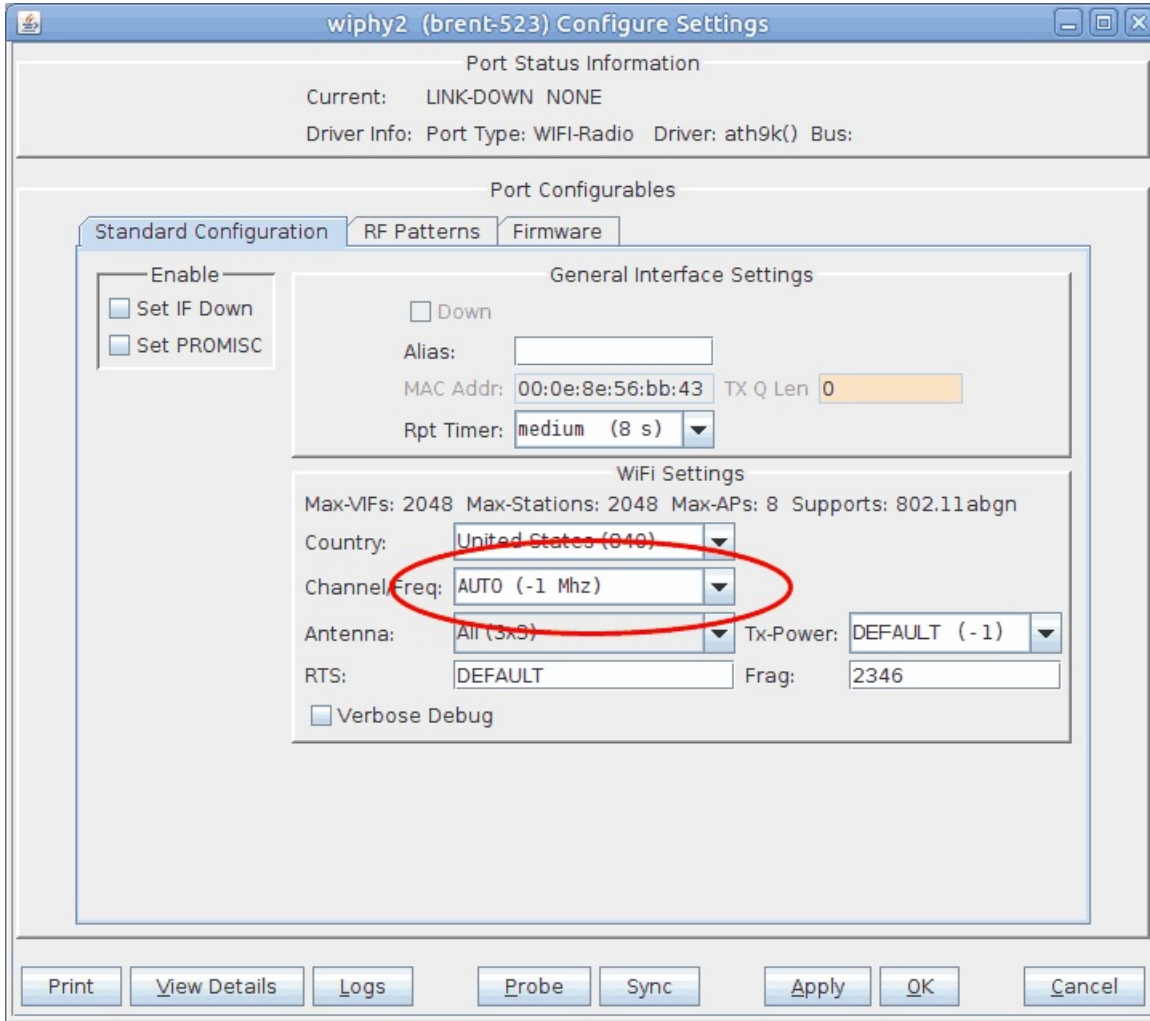 wiphy2 (brent-523) Configure Settings
Port Status Information
Current: LINK-DOWN NONE
Driver Info: Port Type: WIFI-Radio Driver: ath9k() Bus:
Port Configurables
Standard Configuration RF Patterns Firmware
Enable
Set IF Down
Set PROMISC
General Interface Settings
Down
Alias:
MAC Addr: 00:0e:8e:56:bb:43 TX Q Len 0
Rpt Timer: medium (8 s)
WiFi Settings
Max-VIFs: 2048 Max-Stations: 2048 Max-APs: 8 Supports: 802.11abgn
Country: United States (840)
Channel/Freq: AUTO (-1 Mhz)
Antenna: All (3x3) Tx-Power: DEFAULT (-1)
RTS: DEFAULT Frag: 2346
Verbose Debug
Print View Details Logs Probe Sync Apply OK Cancel